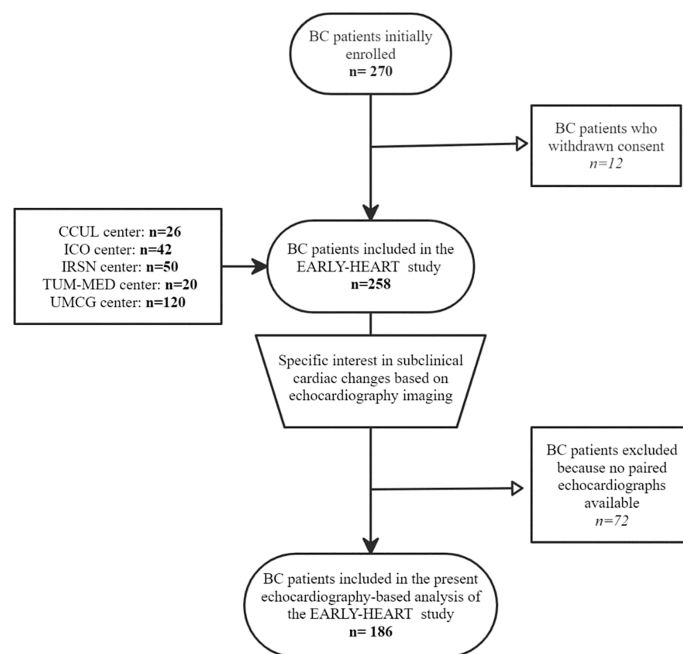 BC patients initially
enrolled
n= 270
BC patients who
withdrawn consent
n=12
CCUL center: n=26
ICO center: n=42
IRSN center: n=50
TUM-MED center: n=20
UMCG center: n=120
BC patients included in the
EARLY-HEART study
n=258
Specific interest in subclinical
cardiac changes based on
echocardiography imaging
BC patients excluded
because no paired
echocardiographs
available
n=72
BC patients included in the present
echocardiography-based analysis of
the EARLY-HEART study
n= 186